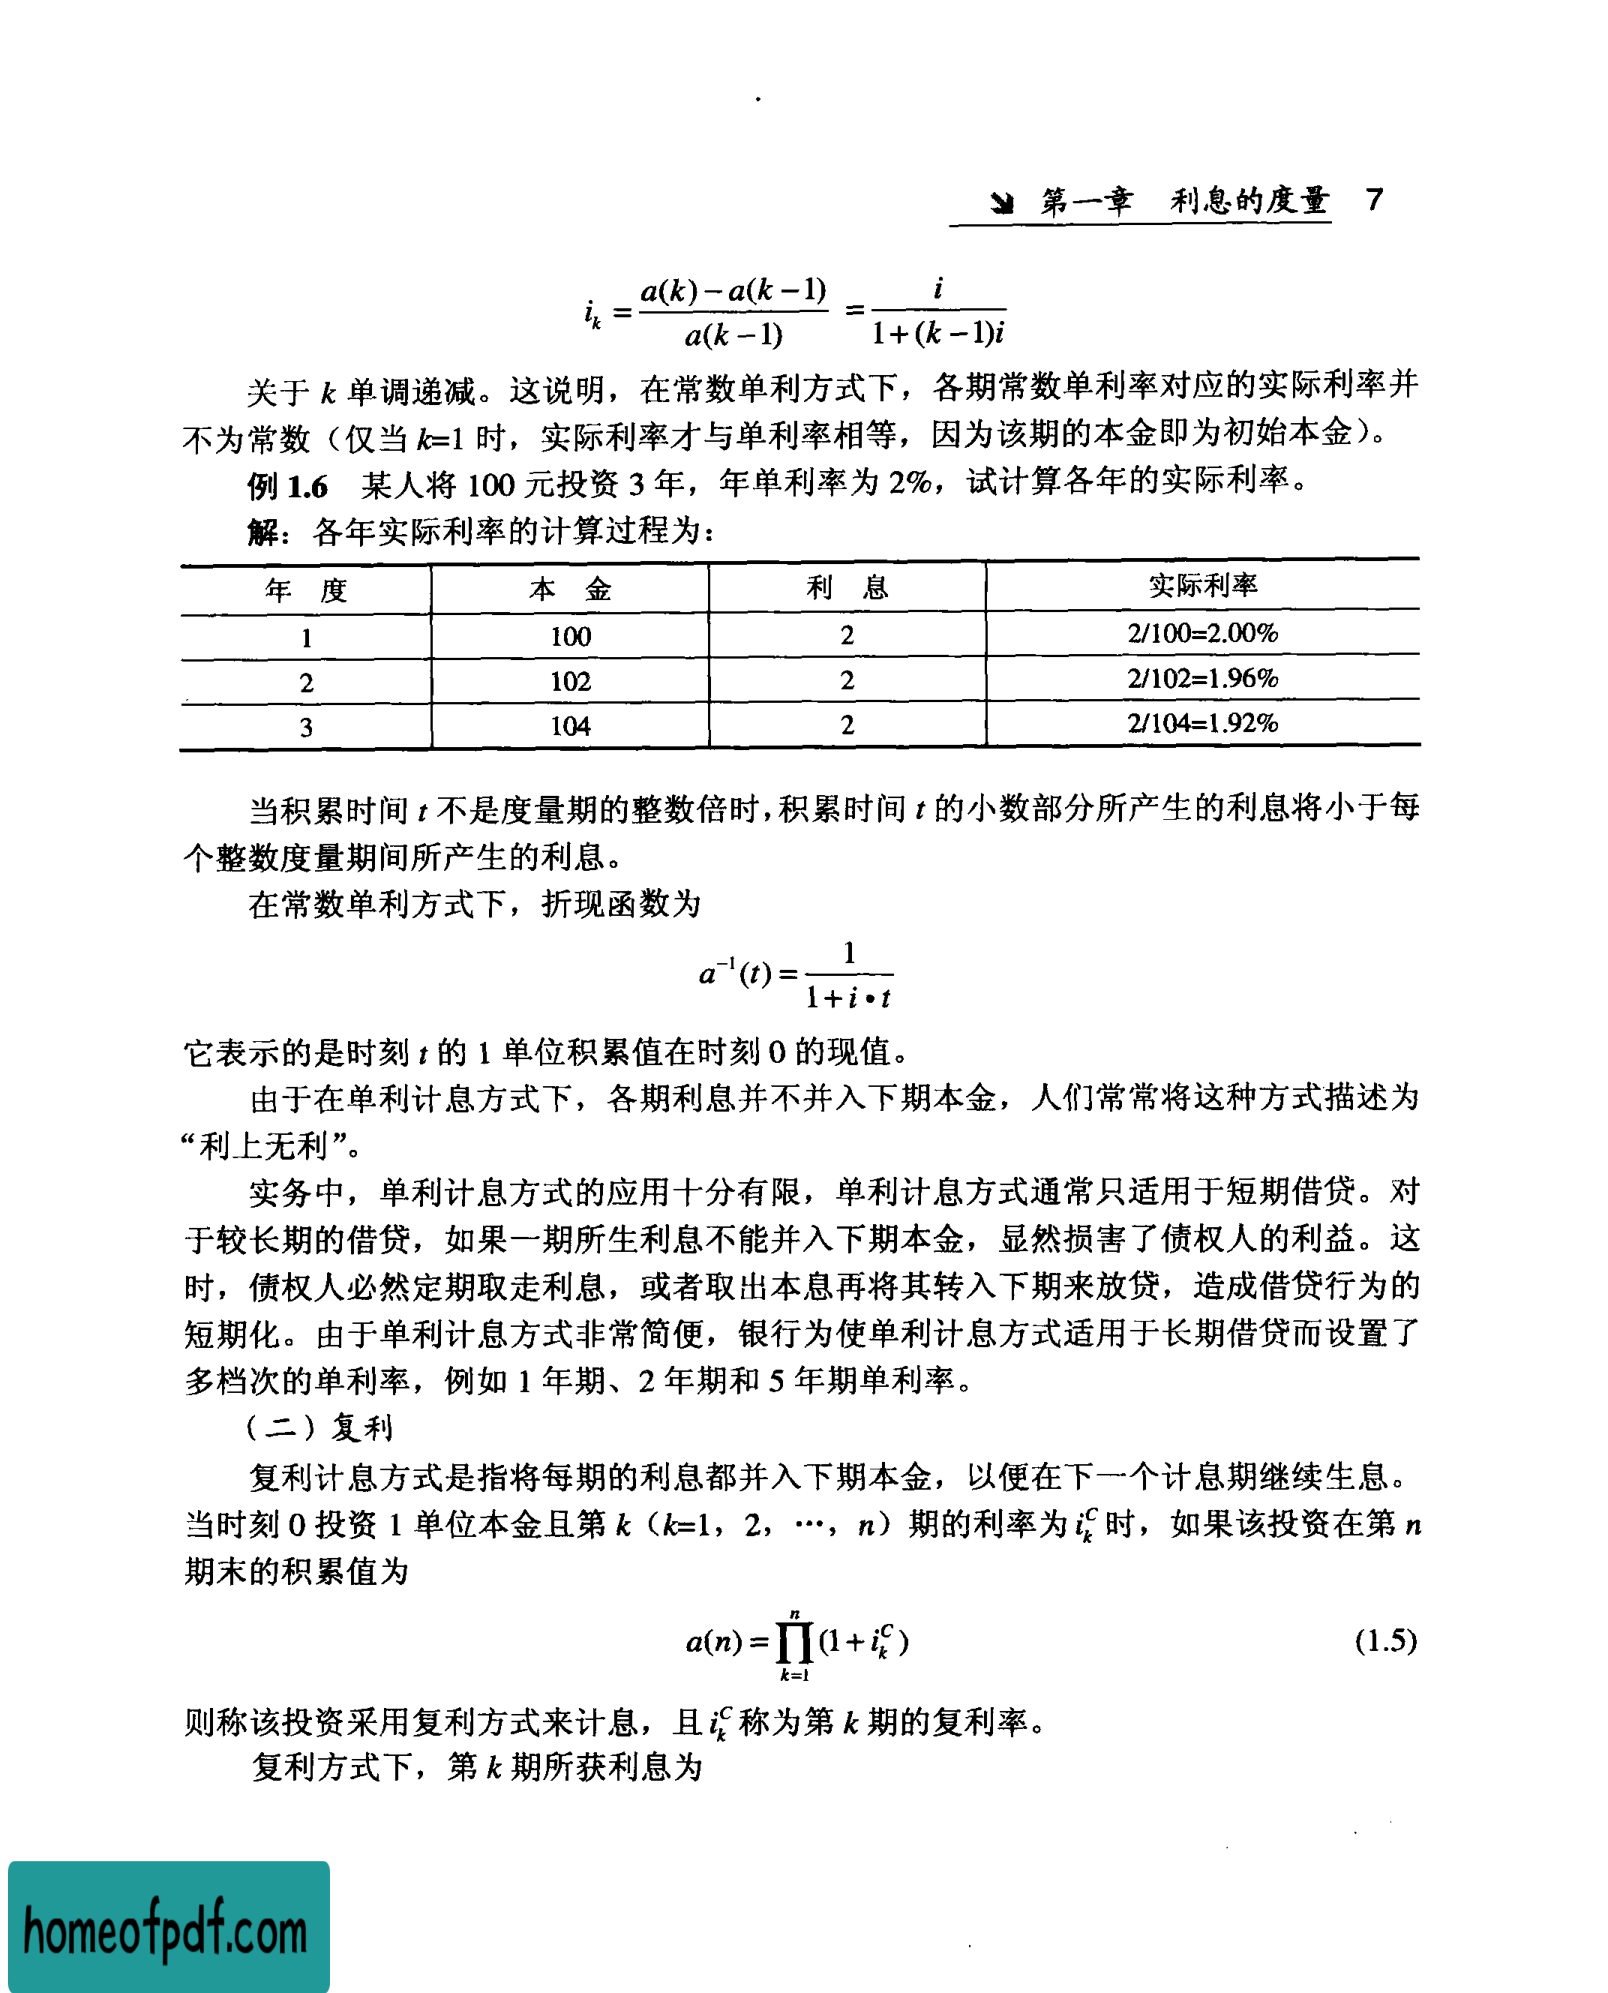 第一章 利息的度量 7
i_k = \frac{a(k)-a(k-1)}{a(k-1)} = \frac{i}{1+(k-1)i}
关于 k 单调递减。这说明，在常数单利方式下，各期常数单利率对应的实际利率并
不为常数（仅当 k=1 时，实际利率才与单利率相等，因为该期的本金即为初始本金）。
例 1.6 某人将 100 元投资 3 年，年单利率为 2%，试计算各年的实际利率。
解：各年实际利率的计算过程为：
年 度 本 金 利 息 实际利率
1 100 2 2/100=2.00%
2 102 2 2/102=1.96%
3 104 2 2/104=1.92%
当积累时间 t 不是度量期的整数倍时，积累时间 t 的小数部分所产生的利息将小于每
个整数度量期间所产生的利息。
在常数单利方式下，折现函数为
a^{-1}(t) = \frac{1}{1+i•t}
它表示的是时刻 t 的 1 单位积累值在时刻 0 的现值。
由于在单利计息方式下，各期利息并不并入下期本金，人们常常将这种方式描述为
“利上无利”。
实务中，单利计息方式的应用十分有限，单利计息方式通常只适用于短期借贷。对
于较长期的借贷，如果一期所生利息不能并入下期本金，显然损害了债权人的利益。这
时，债权人必然定期取走利息，或者取出本息再将其转入下期来放贷，造成借贷行为的
短期化。由于单利计息方式非常简便，银行为使单利计息方式适用于长期借贷而设置了
多档次的单利率，例如 1 年期、2 年期和 5 年期单利率。
（二）复利
复利计息方式是指将每期的利息都并入下期本金，以便在下一个计息期继续生息。
当时刻 0 投资 1 单位本金且第 k（k=1，2，…，n）期的利率为 i_k^C 时，如果该投资在第 n
期末的积累值为
a(n) = \prod_{k=1}^{n}(1+i_k^C) (1.5)
则称该投资采用复利方式来计息，且 i_k^C 称为第 k 期的复利率。
复利方式下，第 k 期所获利息为
homeofpdf.com